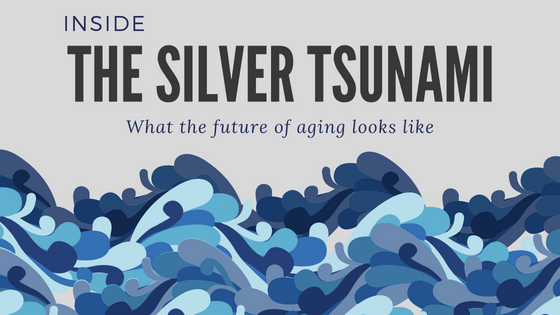 INSIDE
THE SILVER TSUNAMI
What the future of aging looks like